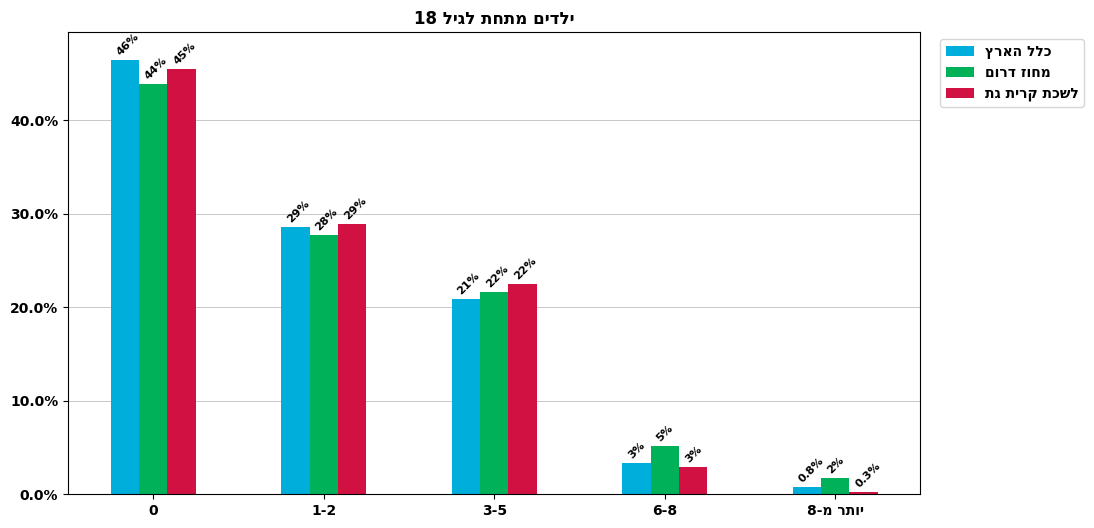 ילדים מתחת לגיל 18
כלל הארץ
מחוז דרום
לשכת קרית גת
40.0%
30.0%
20.0%
10.0%
0.0%
46% 44% 45%
29% 28% 29%
21% 22% 22%
3% 5% 3%
0.8% 2% 0.3%
0 1-2 3-5 6-8 יותר מ-8